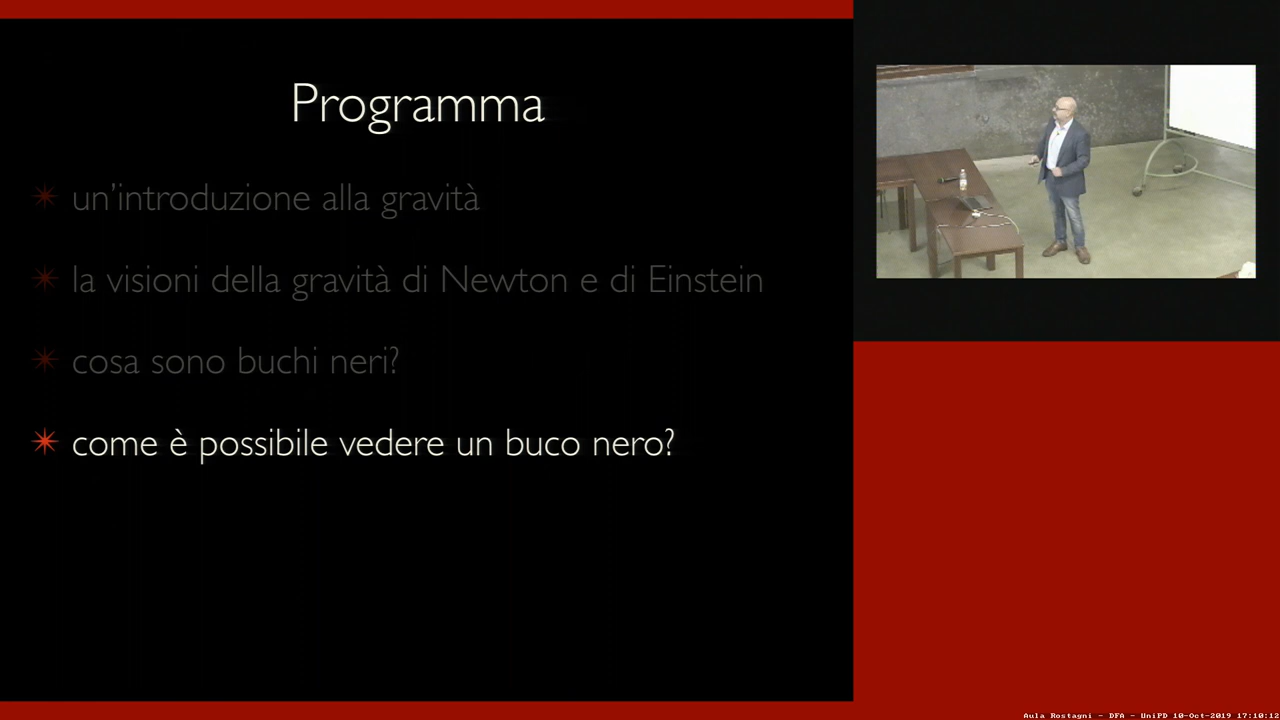 Programma
un’introduzione alla gravità
la visioni della gravità di Newton e di Einstein
cosa sono buchi neri?
come è possibile vedere un buco nero?
Aula Rostagni - DFA - UniPD 10-Oct-2019 17:10:12